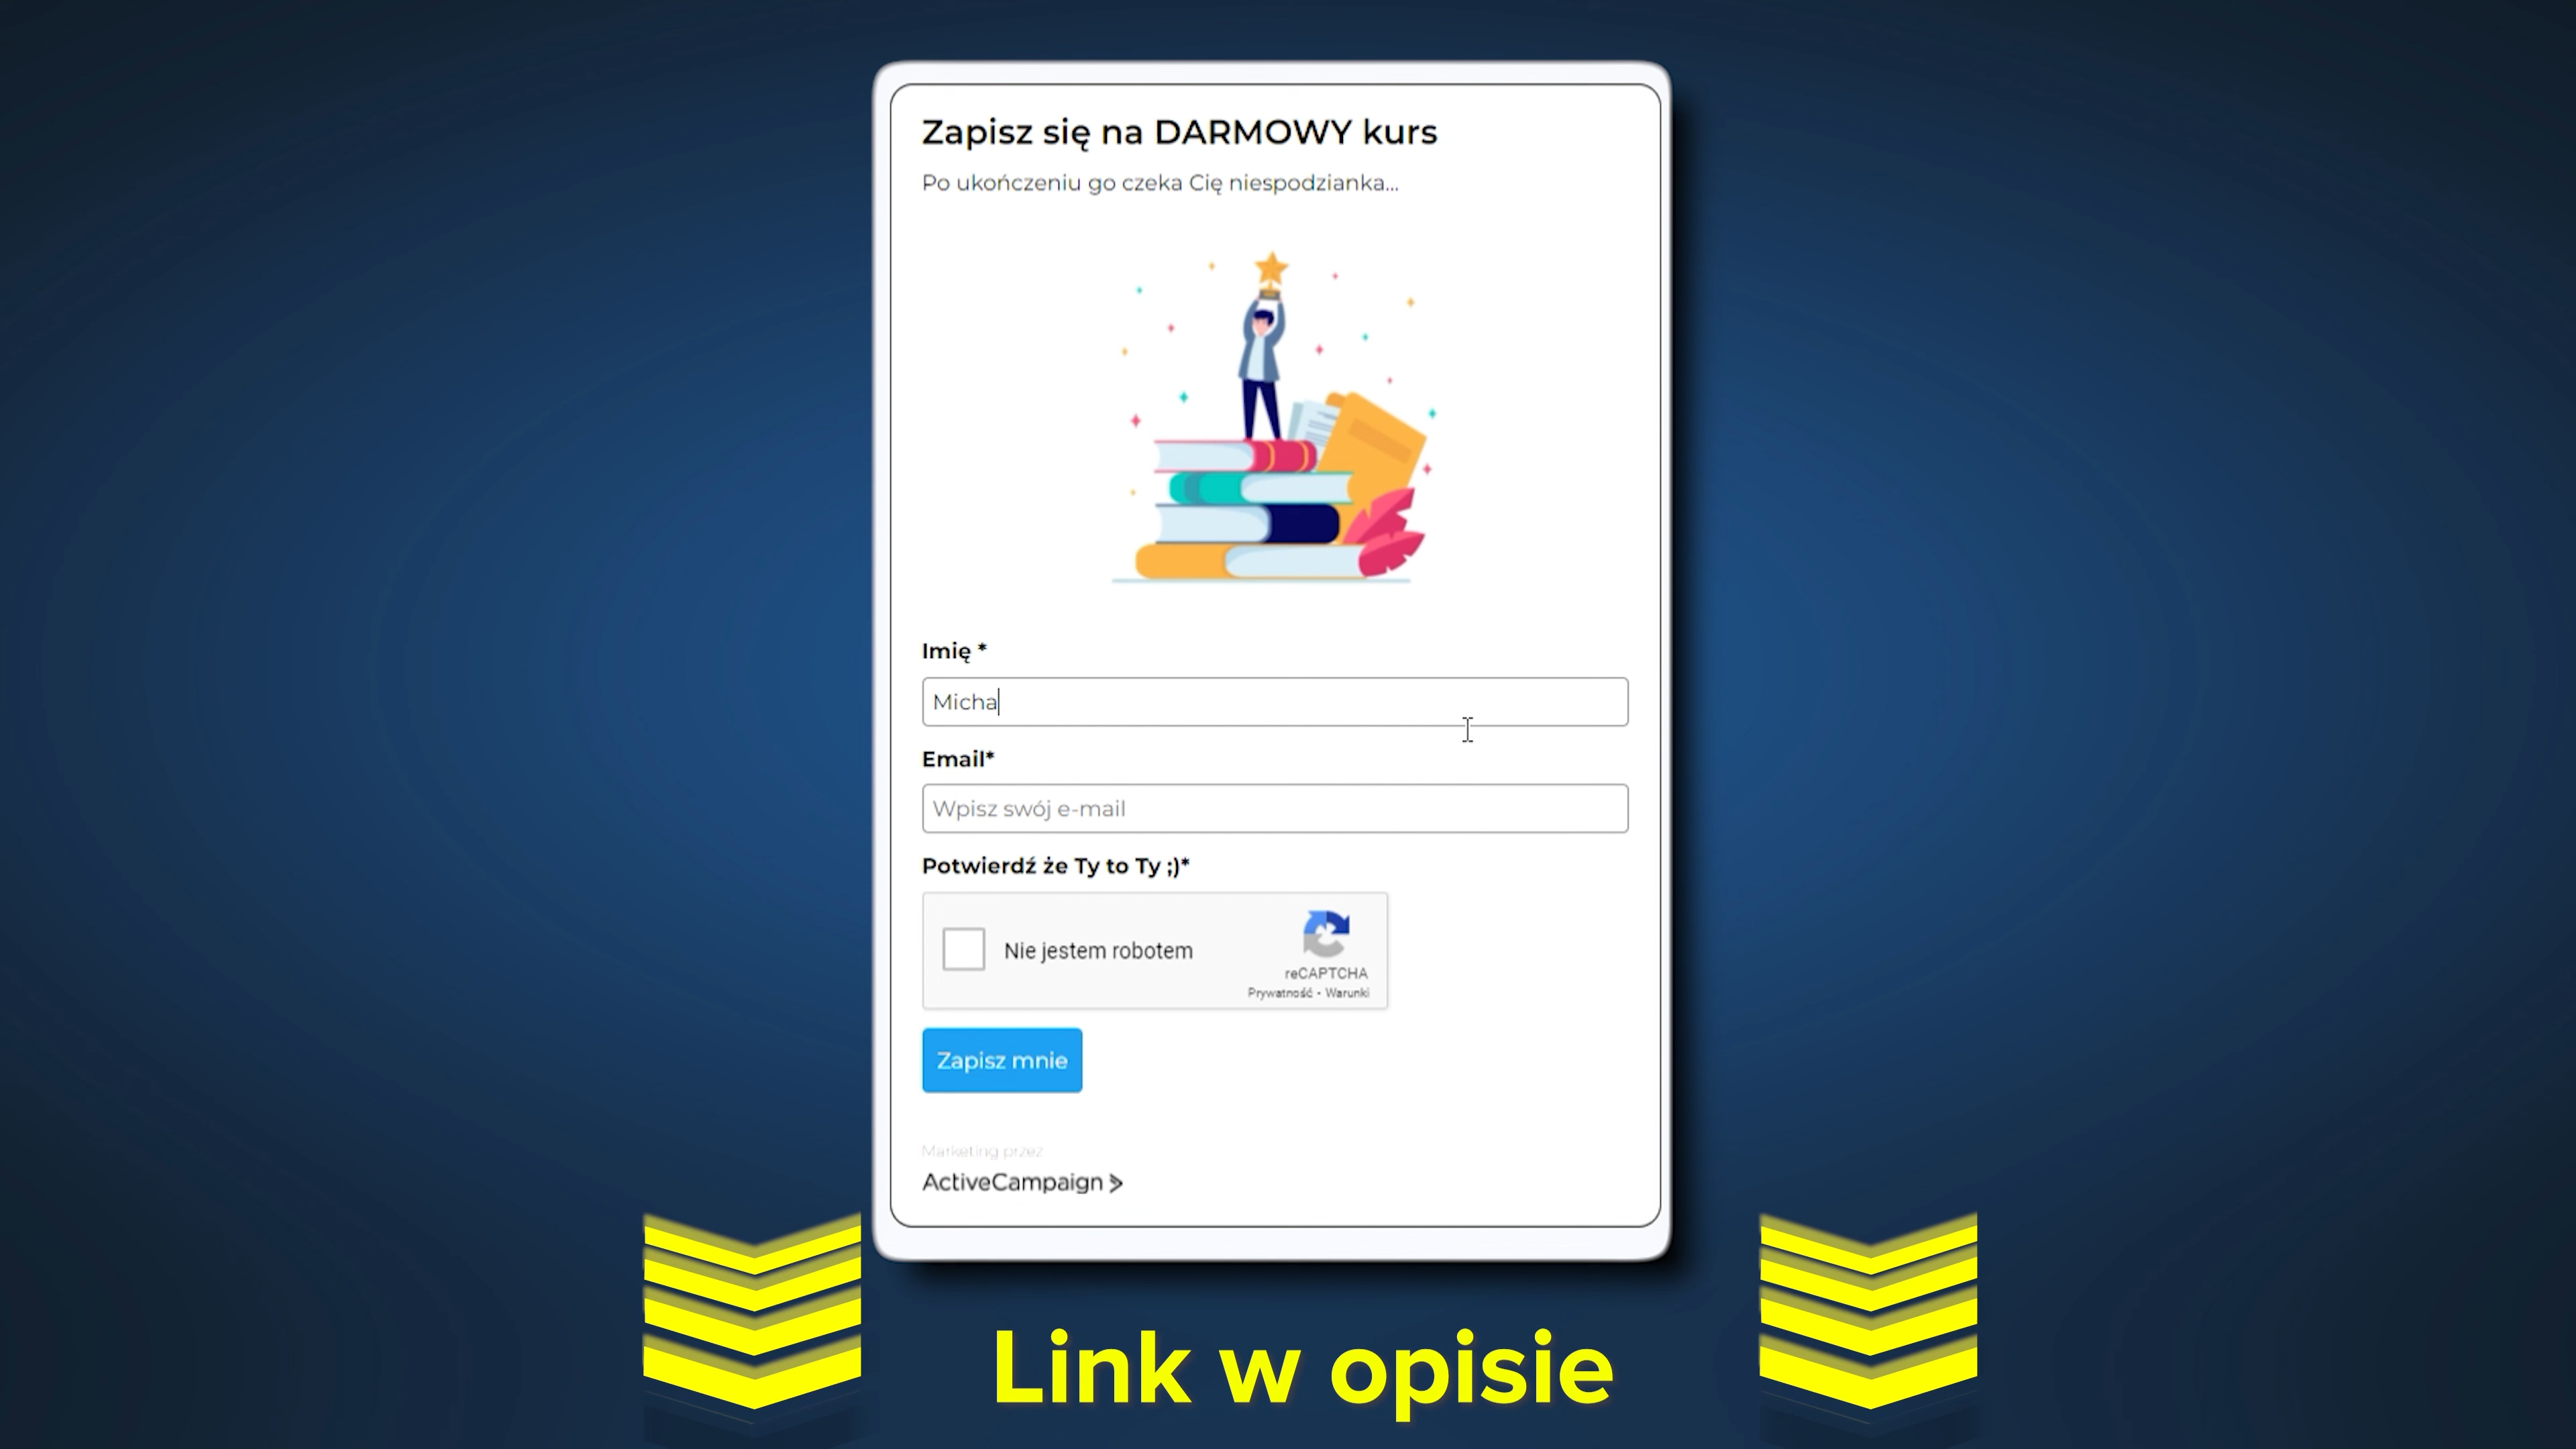 Zapisz się na DARMOWY kurs
Po ukończeniu go czeka Cię niespodzianka...
Imię *
Micha
Email*
Wpisz swój e-mail
Potwierdź że Ty to Ty ;)*
Nie jestem robotem
reCAPTCHA
Prywatność • Warunki
Zapisz mnie
Marketing przez
ActiveCampaign
Link w opisie